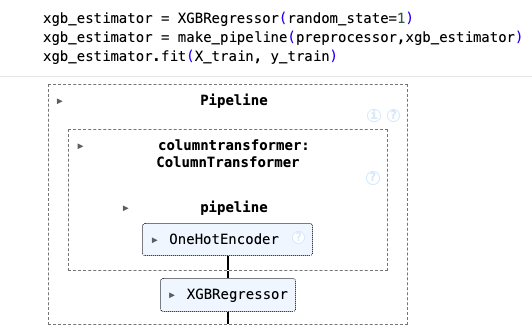 xgb_estimator = XGBRegressor(random_state=1)
xgb_estimator = make_pipeline(preprocessor,xgb_estimator)
xgb_estimator.fit(X_train, y_train)
▸ Pipeline
i ?
▸ columntransformer:
ColumnTransformer
?
▸ pipeline
▸ OneHotEncoder ?
▸ XGBRegressor